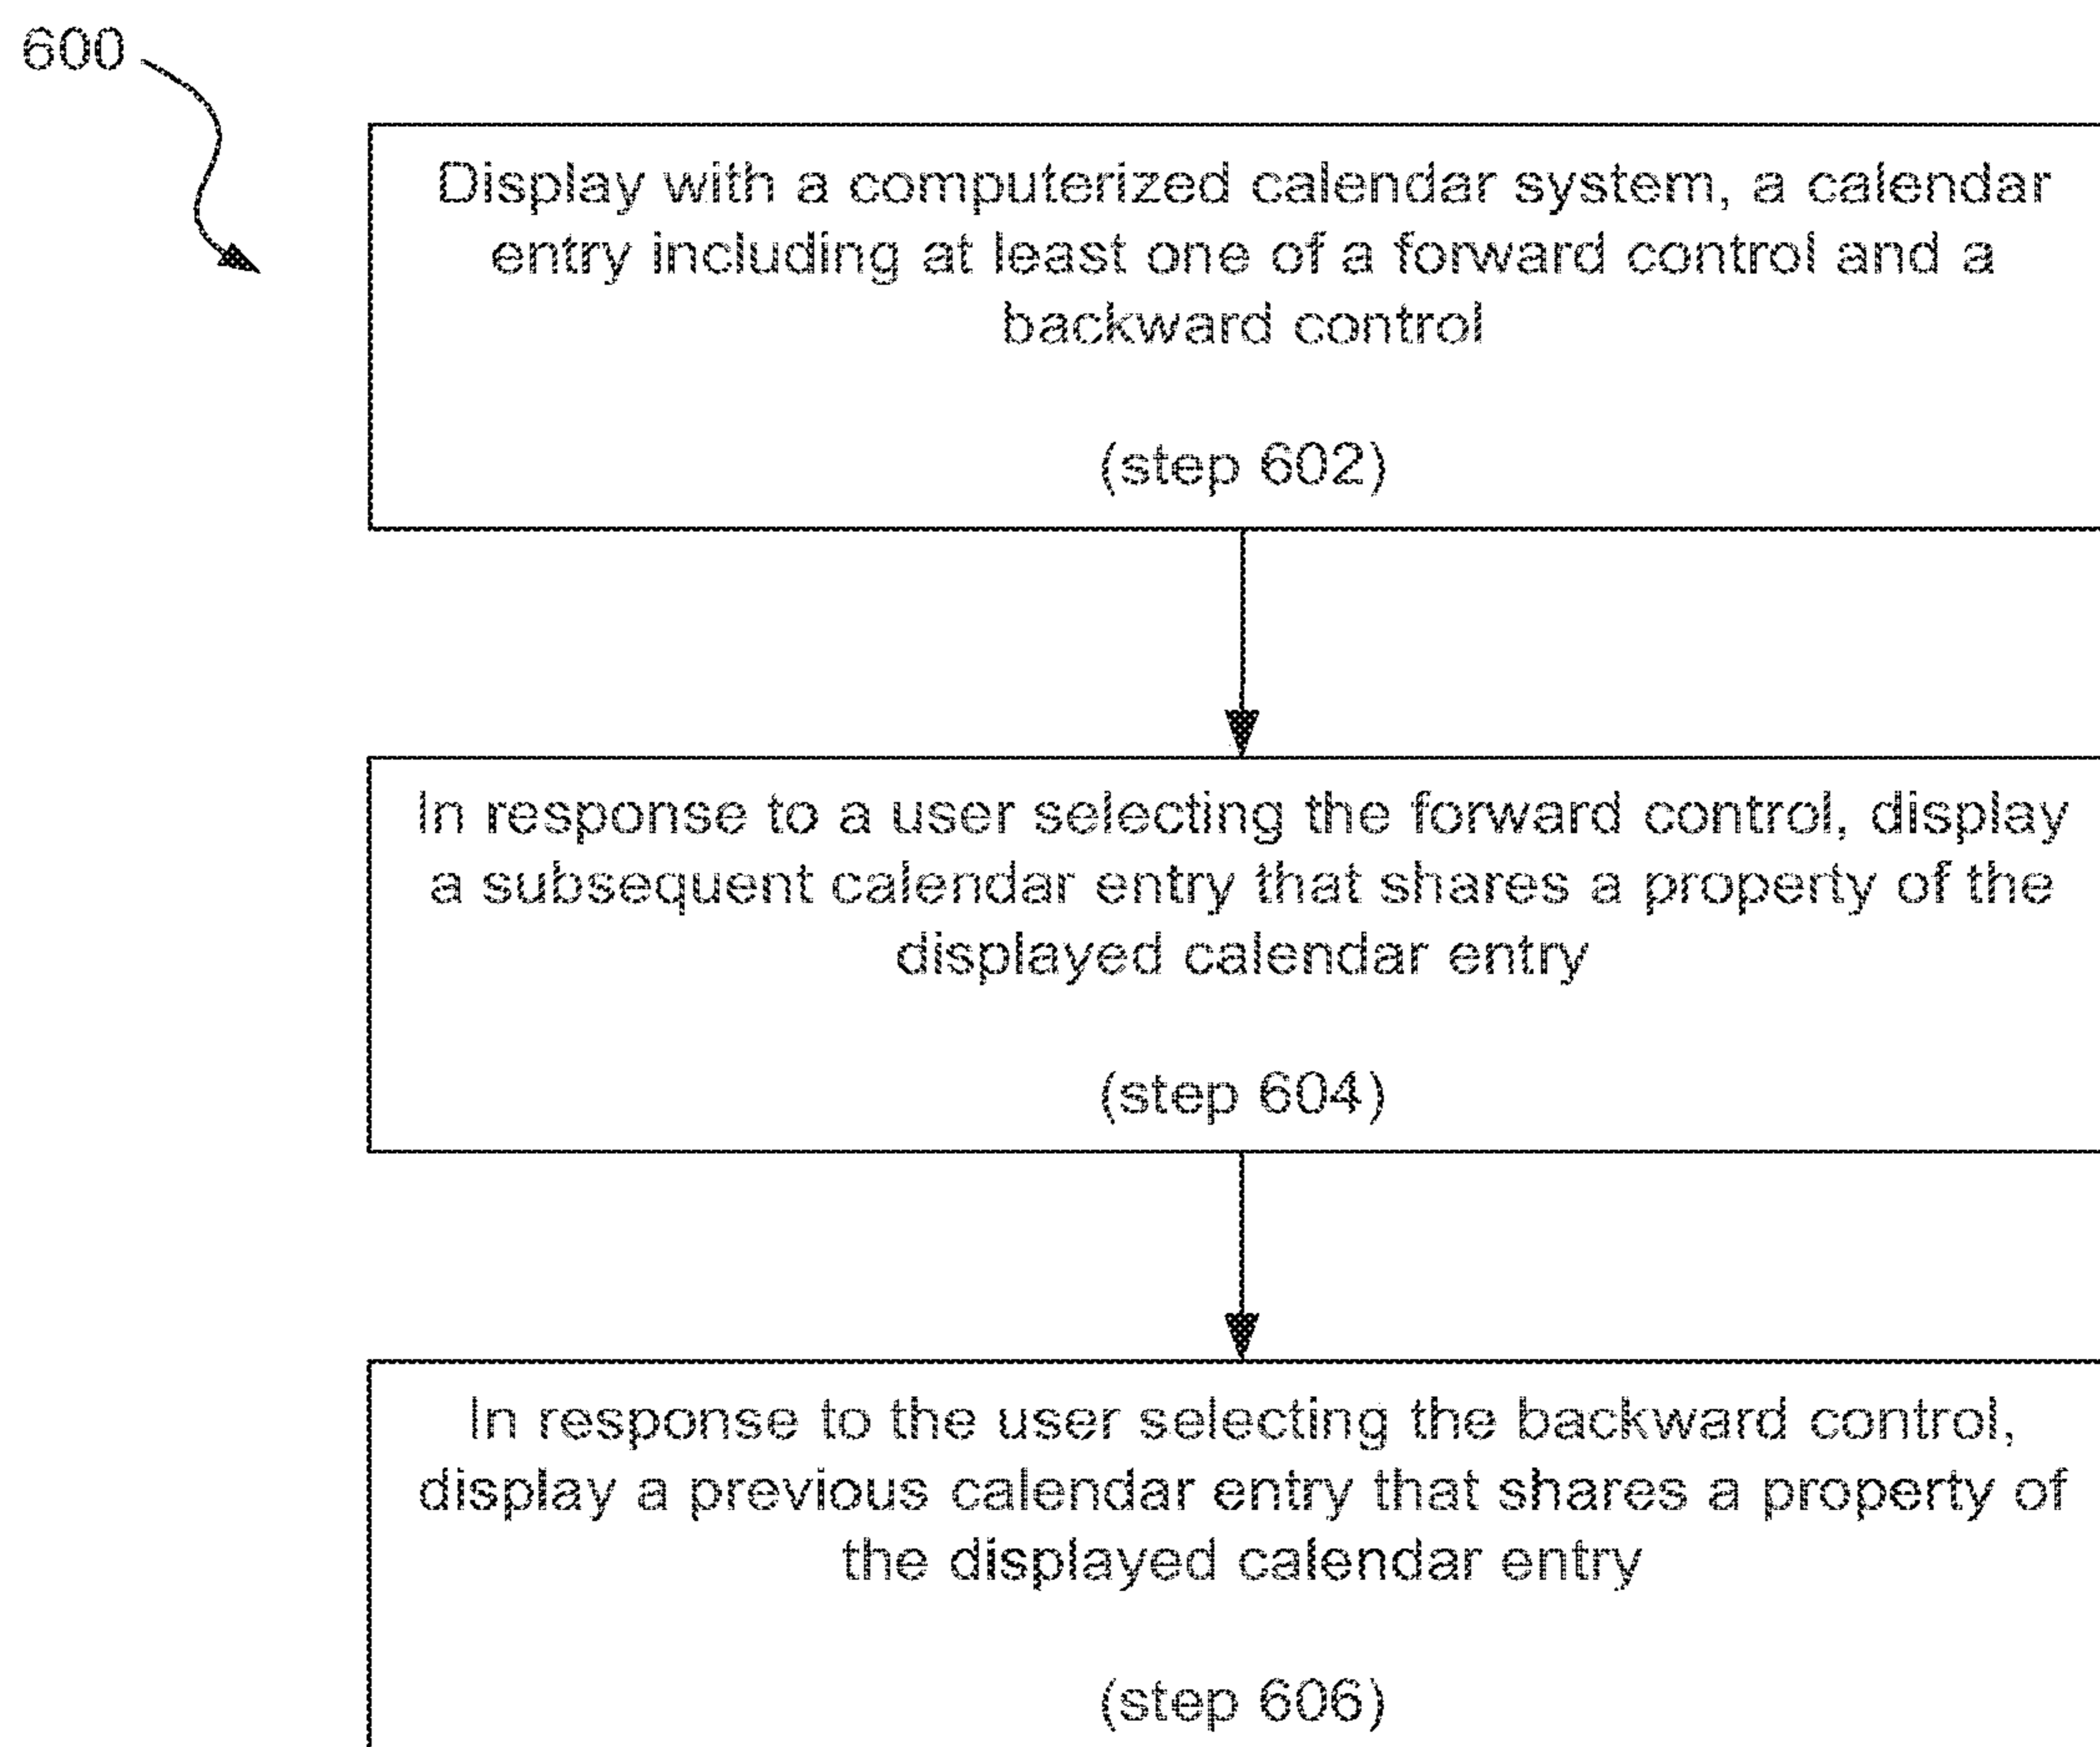 600
Display with a computerized calendar system, a calendar
entry including at least one of a forward control and a
backward control
(step 602)
In response to a user selecting the forward control, display
a subsequent calendar entry that shares a property of the
displayed calendar entry
(step 604)
In response to the user selecting the backward control,
display a previous calendar entry that shares a property of
the displayed calendar entry
(step 606)